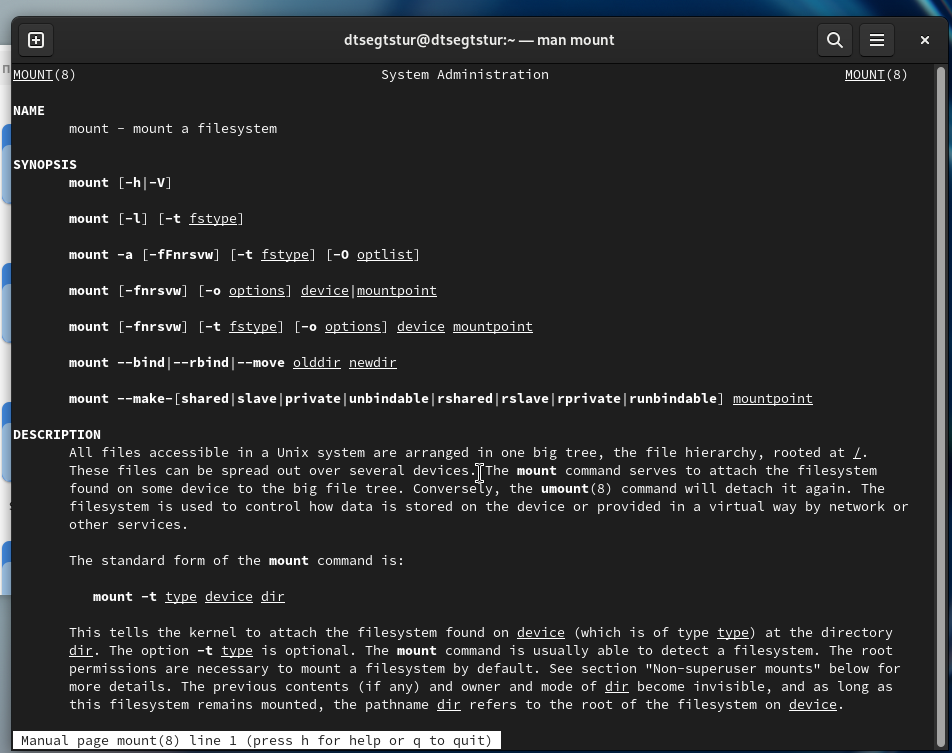 dtsegtstur@dtsegtstur:~ — man mount
MOUNT(8) System Administration MOUNT(8)
NAME
mount - mount a filesystem
SYNOPSIS
mount [-h|-V]
mount [-l] [-t fstype]
mount -a [-fFnrsvw] [-t fstype] [-O optlist]
mount [-fnrsvw] [-o options] device|mountpoint
mount [-fnrsvw] [-t fstype] [-o options] device mountpoint
mount --bind|--rbind|--move olddir newdir
mount --make-[shared|slave|private|unbindable|rshared|rslave|rprivate|runbindable] mountpoint
DESCRIPTION
All files accessible in a Unix system are arranged in one big tree, the file hierarchy, rooted at /.
These files can be spread out over several devices. The mount command serves to attach the filesystem
found on some device to the big file tree. Conversely, the umount(8) command will detach it again. The
filesystem is used to control how data is stored on the device or provided in a virtual way by network or
other services.
The standard form of the mount command is:
mount -t type device dir
This tells the kernel to attach the filesystem found on device (which is of type type) at the directory
dir. The option -t type is optional. The mount command is usually able to detect a filesystem. The root
permissions are necessary to mount a filesystem by default. See section "Non-superuser mounts" below for
more details. The previous contents (if any) and owner and mode of dir become invisible, and as long as
this filesystem remains mounted, the pathname dir refers to the root of the filesystem on device.
Manual page mount(8) line 1 (press h for help or q to quit)